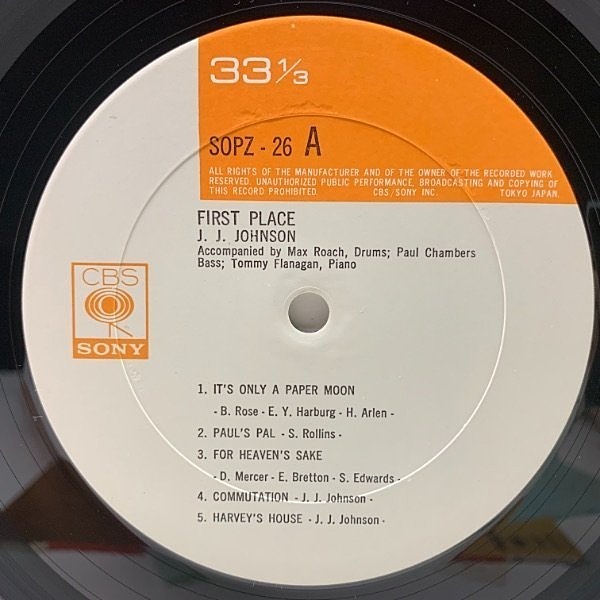 33 1/3
SOPZ - 26 A
ALL RIGHTS OF THE MANUFACTURER AND OF THE OWNER OF THE RECORDED WORK
RESERVED. UNAUTHORIZED PUBLIC PERFORMANCE, BROADCASTING AND COPYING OF
THIS RECORD PROHIBITED. CBS/SONY INC. TOKYO JAPAN.
FIRST PLACE
J. J. JOHNSON
Accompanied by Max Roach, Drums; Paul Chambers
Bass; Tommy Flanagan, Piano
CBS
SONY
1. IT'S ONLY A PAPER MOON
- B. Rose - E. Y. Harburg - H. Arlen -
2. PAUL'S PAL - S. Rollins -
3. FOR HEAVEN'S SAKE
- D. Mercer - E. Bretton - S. Edwards -
4. COMMUTATION - J. J. Johnson -
5. HARVEY'S HOUSE - J. J. Johnson -